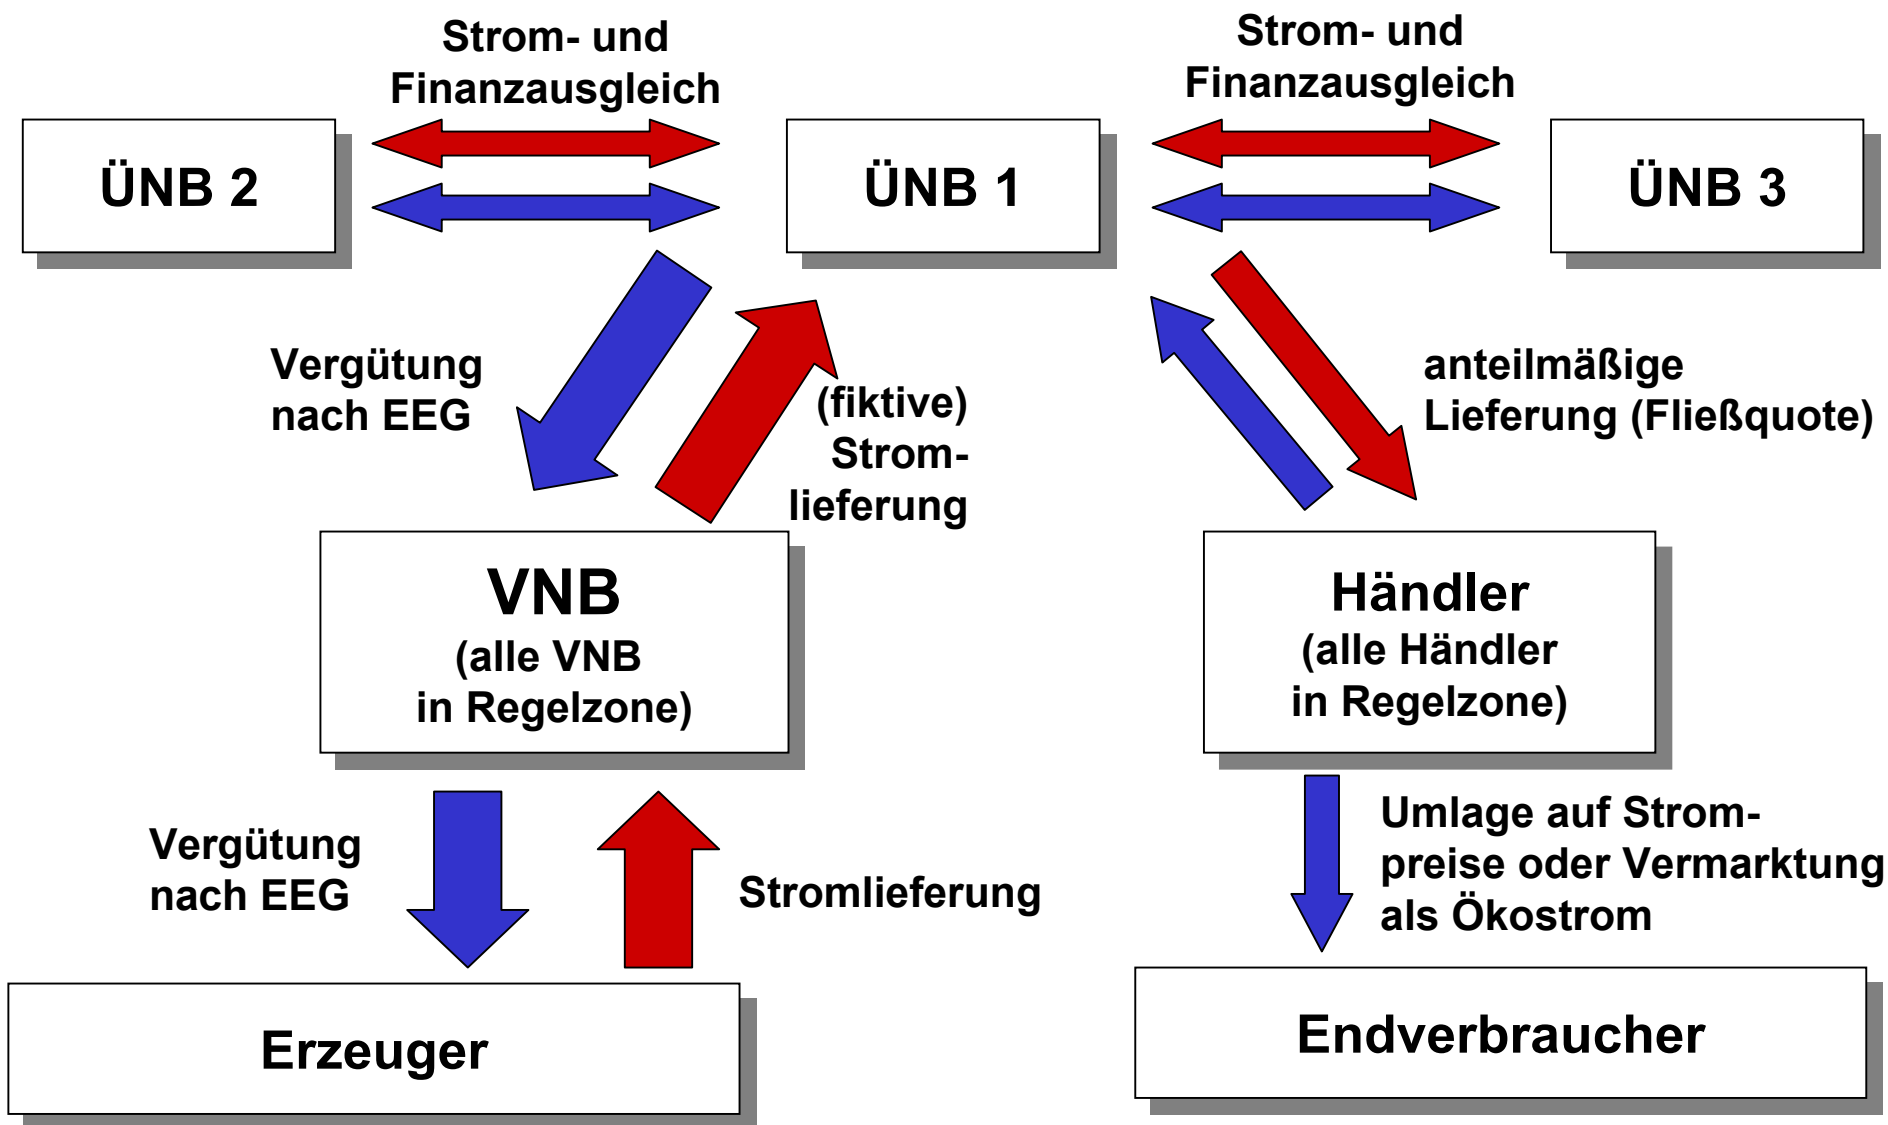 Strom- und
Finanzausgleich
Strom- und
Finanzausgleich
ÜNB 2
ÜNB 1
ÜNB 3
Vergütung
nach EEG
(fiktive)
Strom-
lieferung
anteilmäßige
Lieferung (Fließquote)
VNB
(alle VNB
in Regelzone)
Händler
(alle Händler
in Regelzone)
Vergütung
nach EEG
Stromlieferung
Umlage auf Strom-
preise oder Vermarktung
als Ökostrom
Erzeuger
Endverbraucher